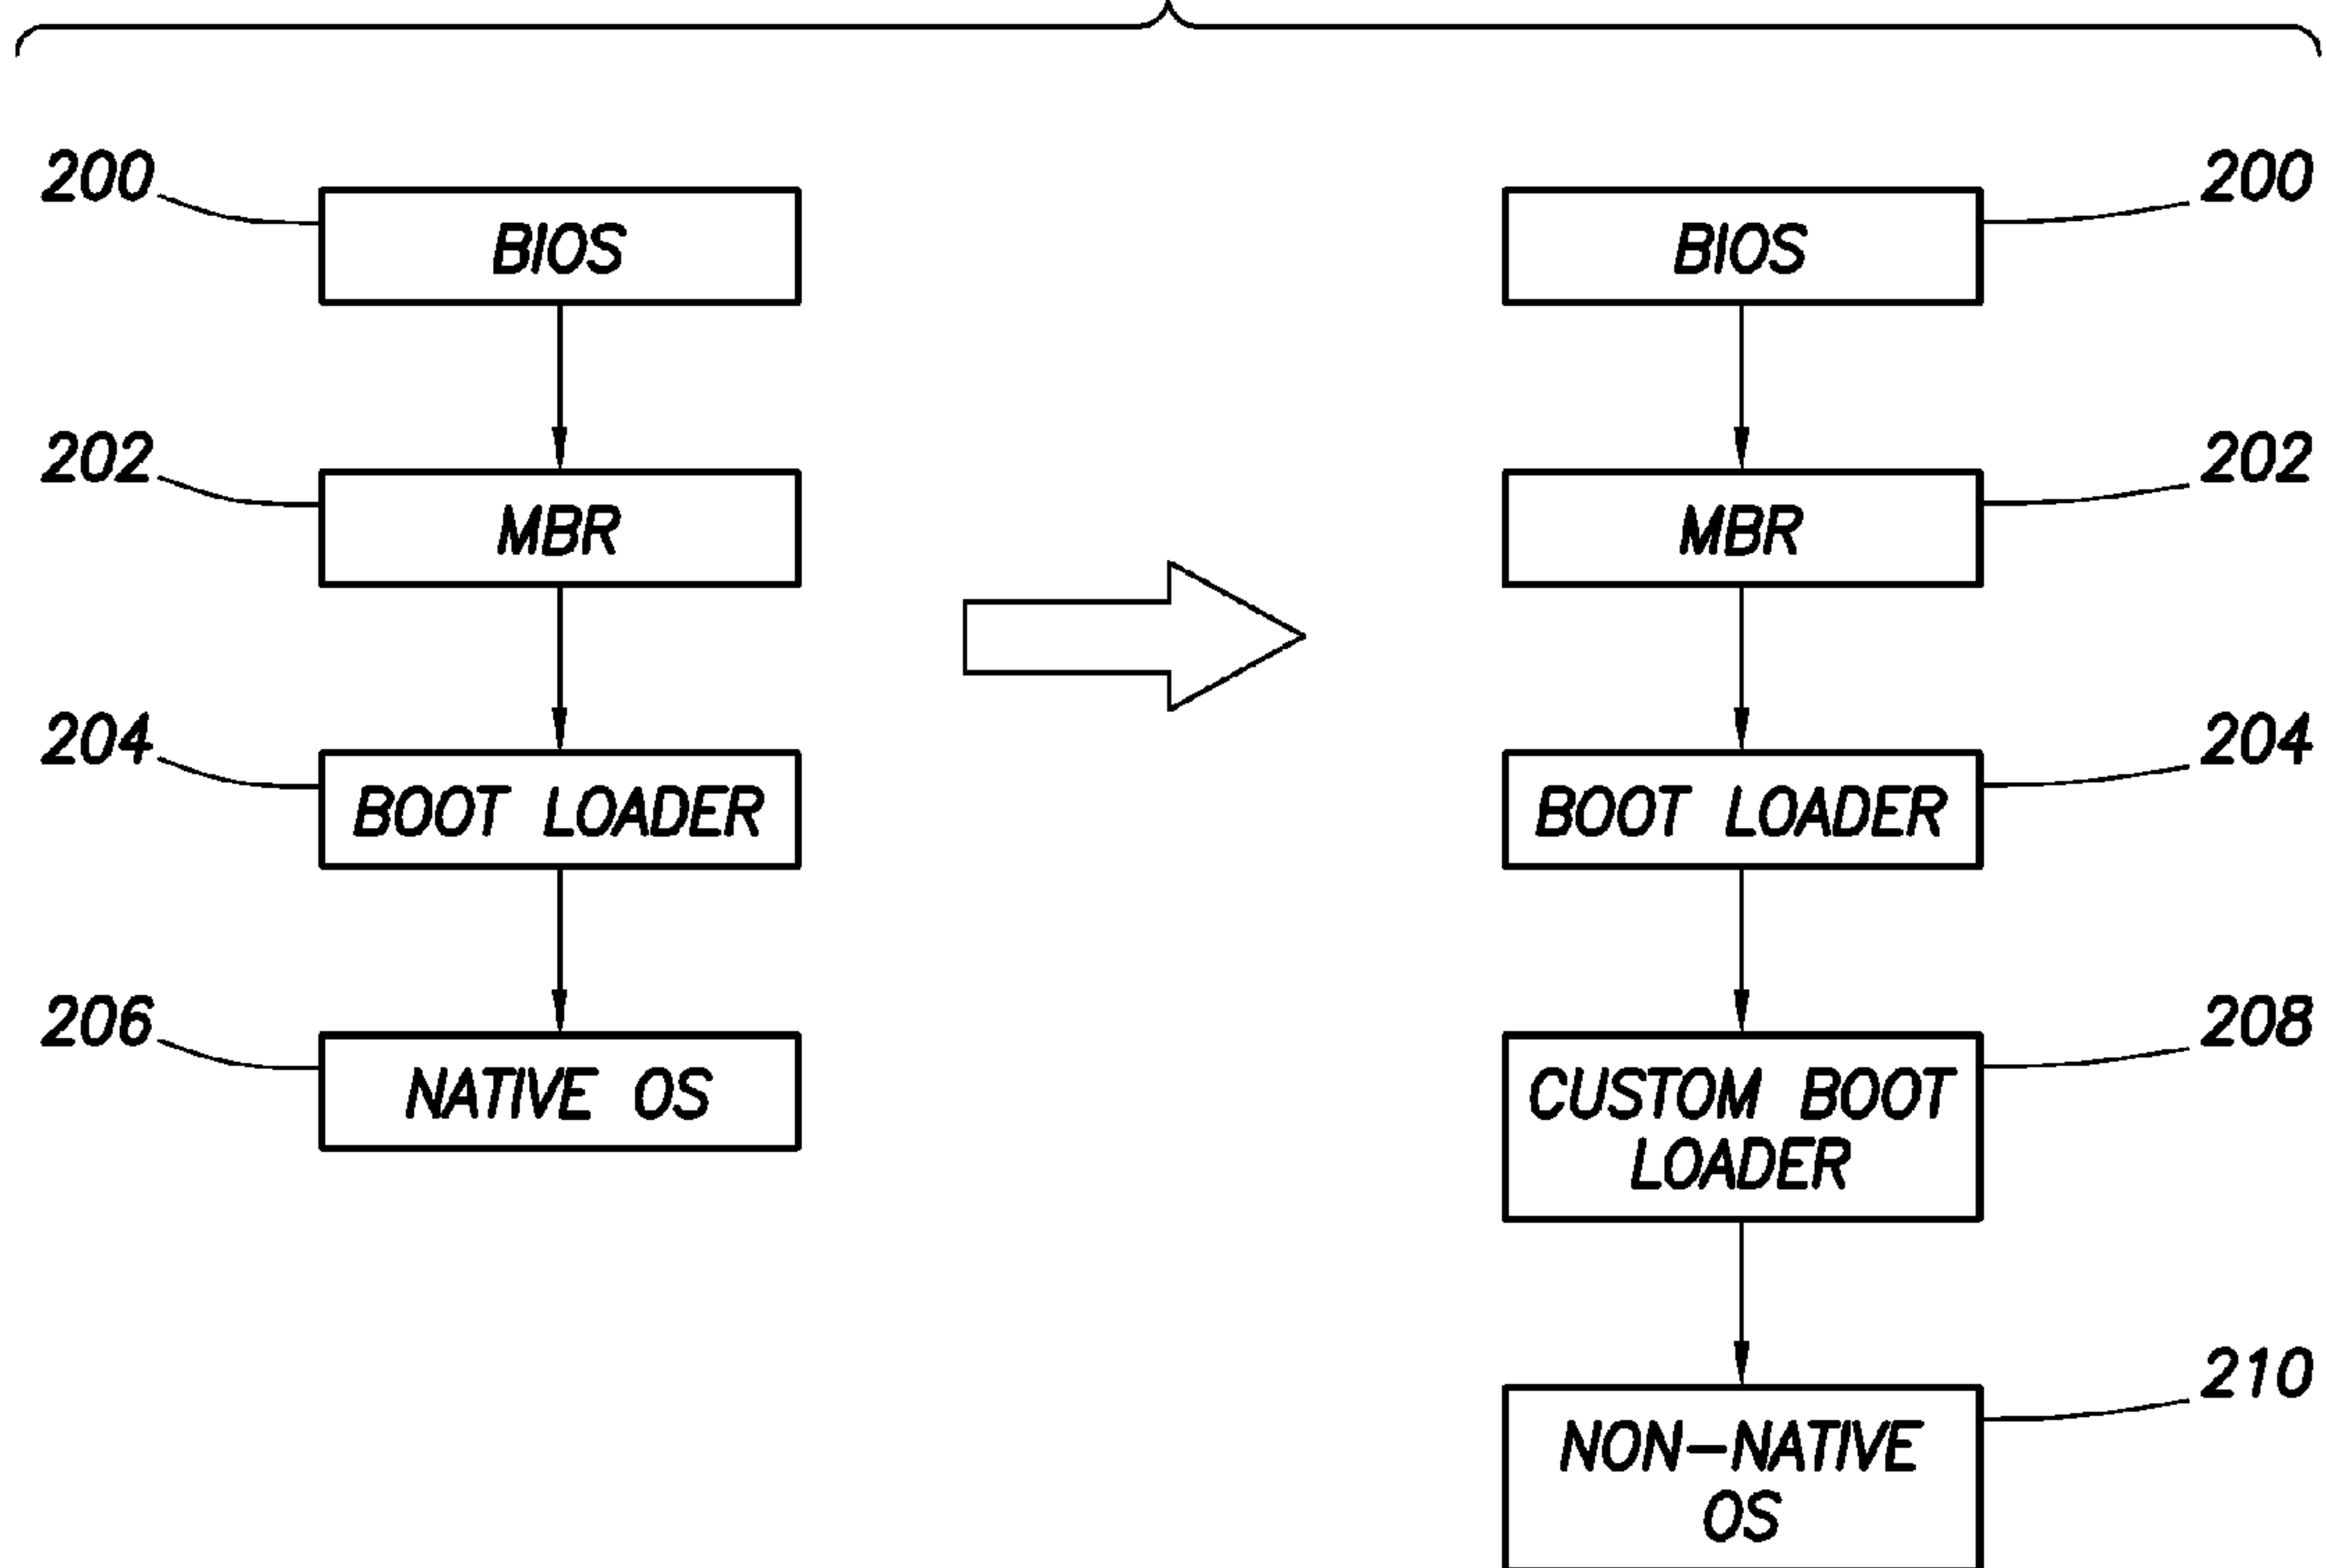 200
BIOS
202
MBR
204
BOOT LOADER
206
NATIVE OS
BIOS
200
MBR
202
BOOT LOADER
204
CUSTOM BOOT
LOADER
208
NON-NATIVE
OS
210